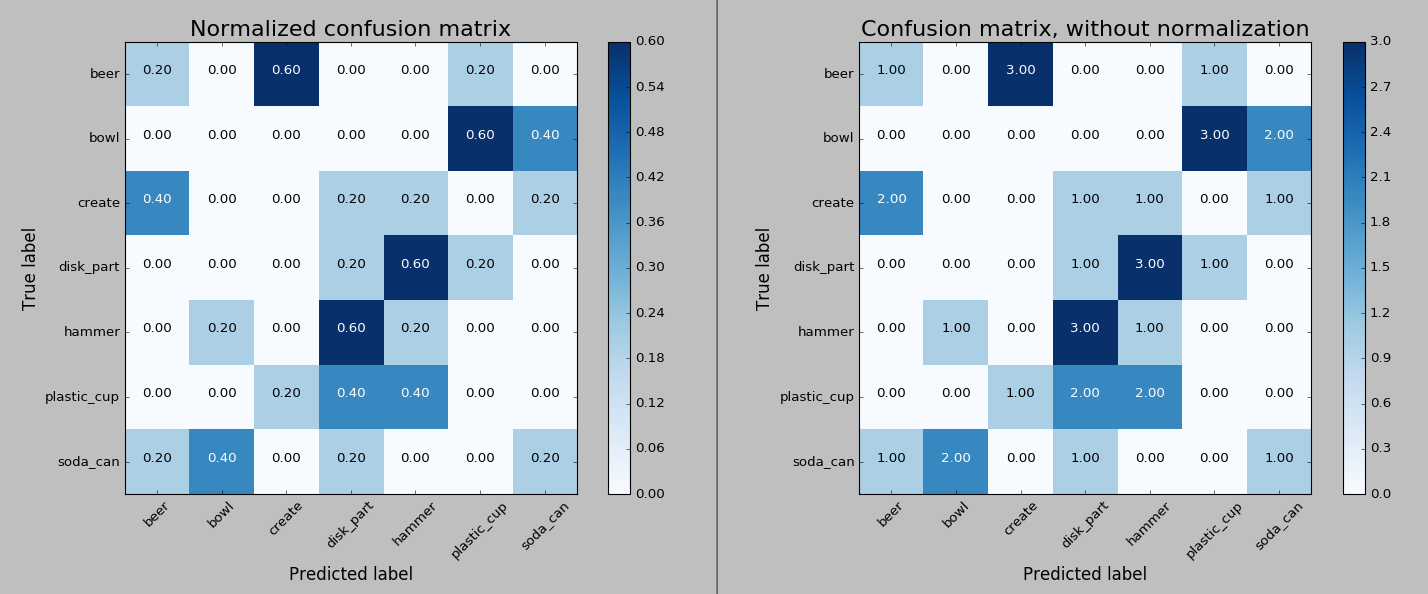 Normalized confusion matrix
True label
beer 0.20 0.00 0.60 0.00 0.00 0.20 0.00
bowl 0.00 0.00 0.00 0.00 0.00 0.60 0.40
create 0.40 0.00 0.00 0.20 0.20 0.00 0.20
disk_part 0.00 0.00 0.00 0.20 0.60 0.20 0.00
hammer 0.00 0.20 0.00 0.60 0.20 0.00 0.00
plastic_cup 0.00 0.00 0.20 0.40 0.40 0.00 0.00
soda_can 0.20 0.40 0.00 0.20 0.00 0.00 0.20
beer bowl create disk_part hammer plastic_cup soda_can
Predicted label
0.60
0.54
0.48
0.42
0.36
0.30
0.24
0.18
0.12
0.06
0.00
Confusion matrix, without normalization
True label
beer 1.00 0.00 3.00 0.00 0.00 1.00 0.00
bowl 0.00 0.00 0.00 0.00 0.00 3.00 2.00
create 2.00 0.00 0.00 1.00 1.00 0.00 1.00
disk_part 0.00 0.00 0.00 1.00 3.00 1.00 0.00
hammer 0.00 1.00 0.00 3.00 1.00 0.00 0.00
plastic_cup 0.00 0.00 1.00 2.00 2.00 0.00 0.00
soda_can 1.00 2.00 0.00 1.00 0.00 0.00 1.00
beer bowl create disk_part hammer plastic_cup soda_can
Predicted label
3.0
2.7
2.4
2.1
1.8
1.5
1.2
0.9
0.6
0.3
0.0